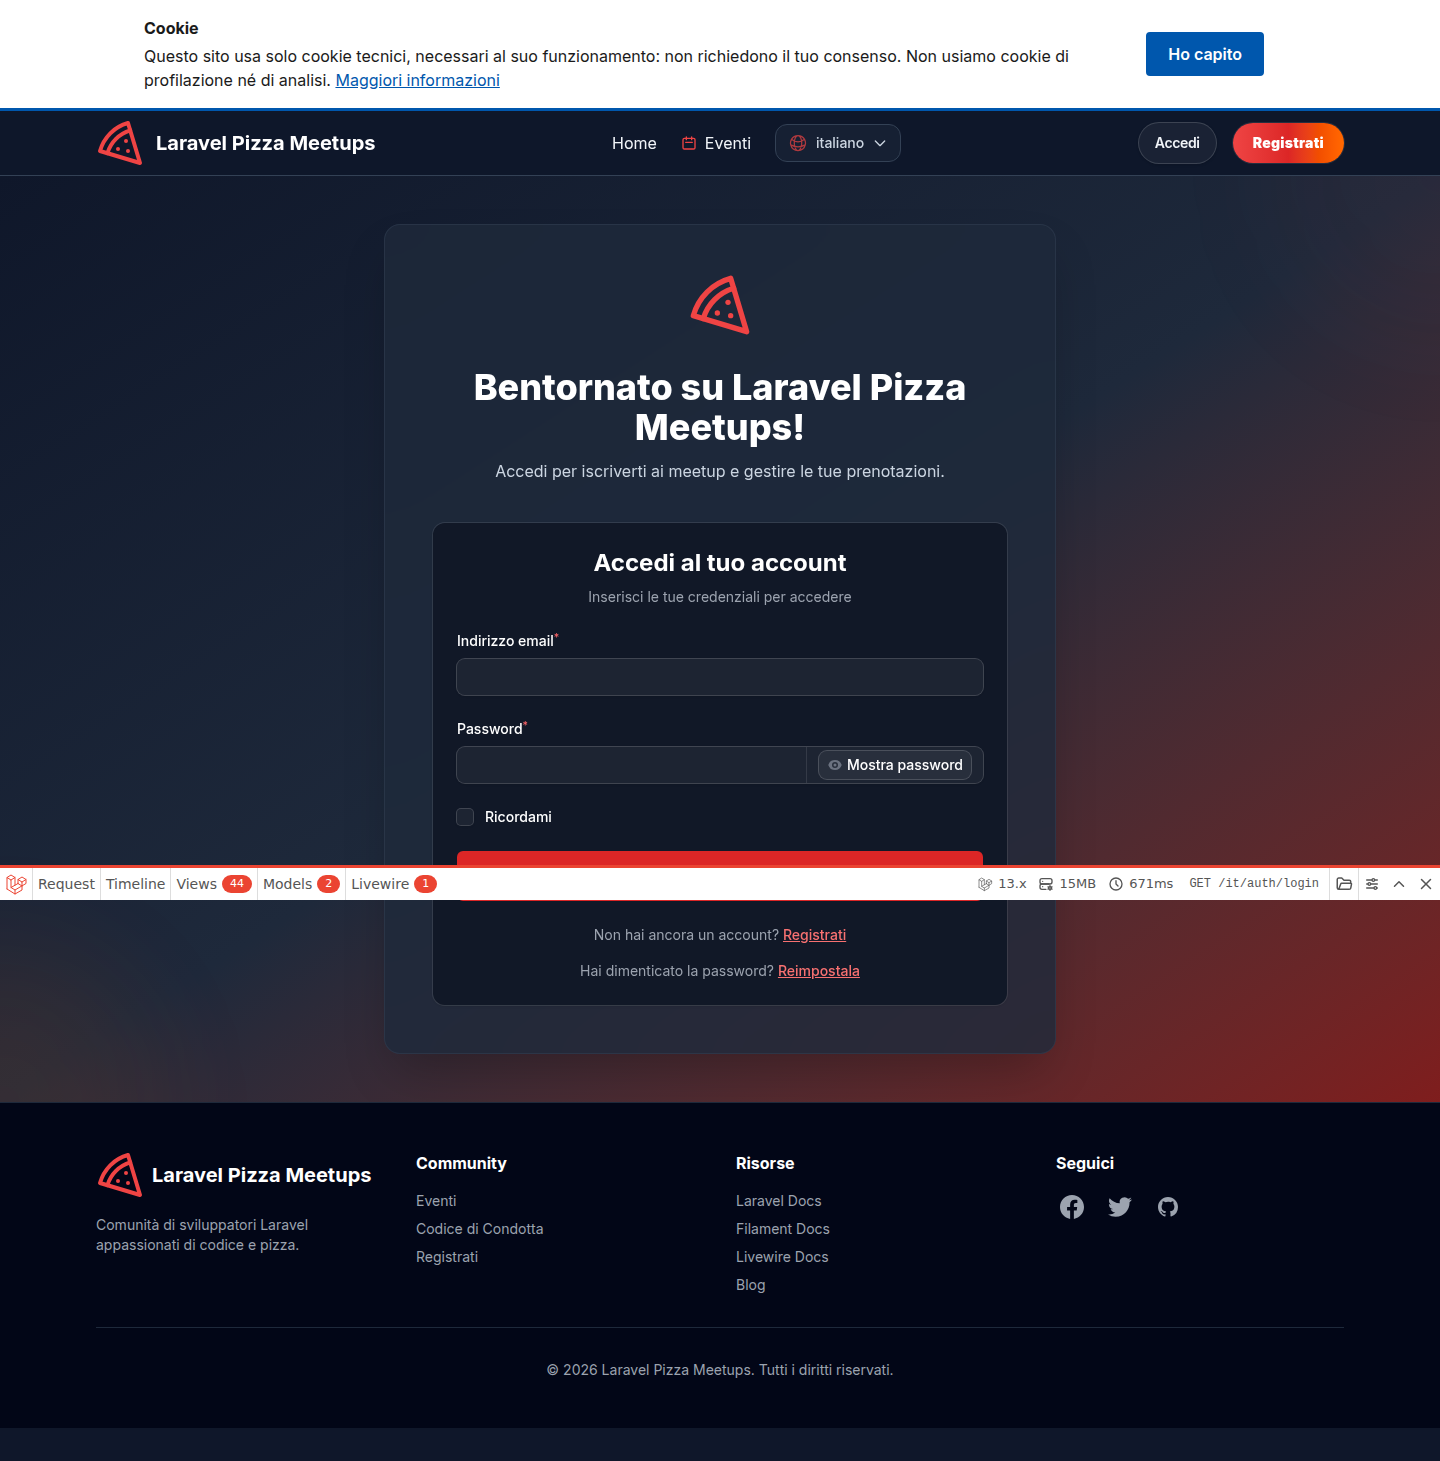 Cookie
Questo sito usa solo cookie tecnici, necessari al suo funzionamento: non richiedono il tuo consenso. Non usiamo cookie di
profilazione né di analisi. Maggiori informazioni
Ho capito
Laravel Pizza Meetups
Home
Eventi
italiano
Accedi
Registrati
Bentornato su Laravel Pizza
Meetups!
Accedi per iscriverti ai meetup e gestire le tue prenotazioni.
Accedi al tuo account
Inserisci le tue credenziali per accedere
Indirizzo email*
Password*
Mostra password
Ricordami
Request
Timeline
Views 44
Models 2
Livewire 1
13.x
15MB
671ms
GET /it/auth/login
Non hai ancora un account? Registrati
Hai dimenticato la password? Reimpostala
Laravel Pizza Meetups
Comunità di sviluppatori Laravel
appassionati di codice e pizza.
Community
Eventi
Codice di Condotta
Registrati
Risorse
Laravel Docs
Filament Docs
Livewire Docs
Blog
Seguici
© 2026 Laravel Pizza Meetups. Tutti i diritti riservati.